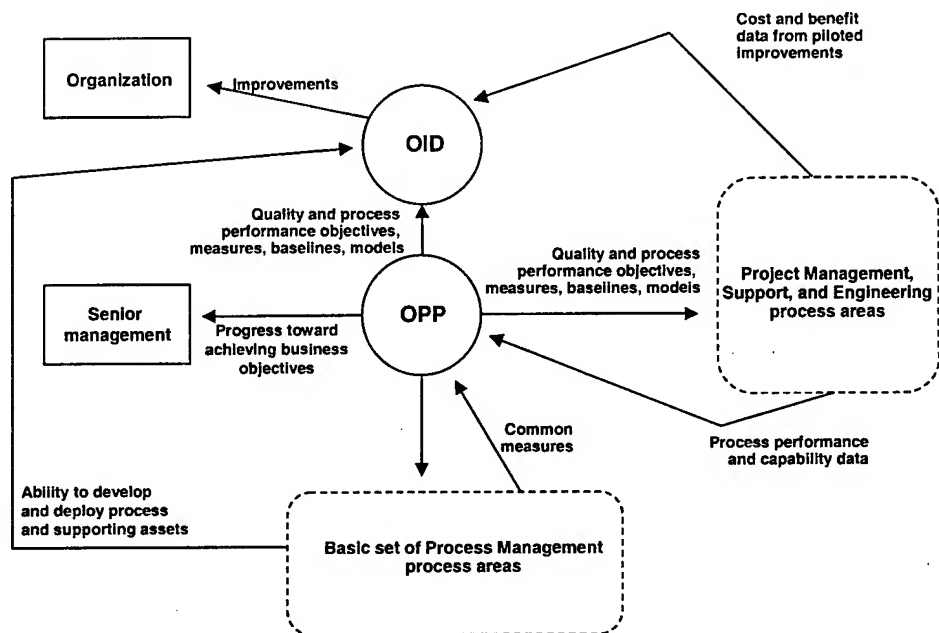 Cost and benefit
data from piloted
improvements
Organization
Improvements
OID
Quality and process
performance objectives,
measures, baselines, models
Quality and process
performance objectives,
measures, baselines, models
Project Management,
Support, and Engineering
process areas
Senior
management
OPP
Progress toward
achieving business
objectives
Common
measures
Process performance
and capability data
Ability to develop
and deploy process
and supporting assets
Basic set of Process Management
process areas